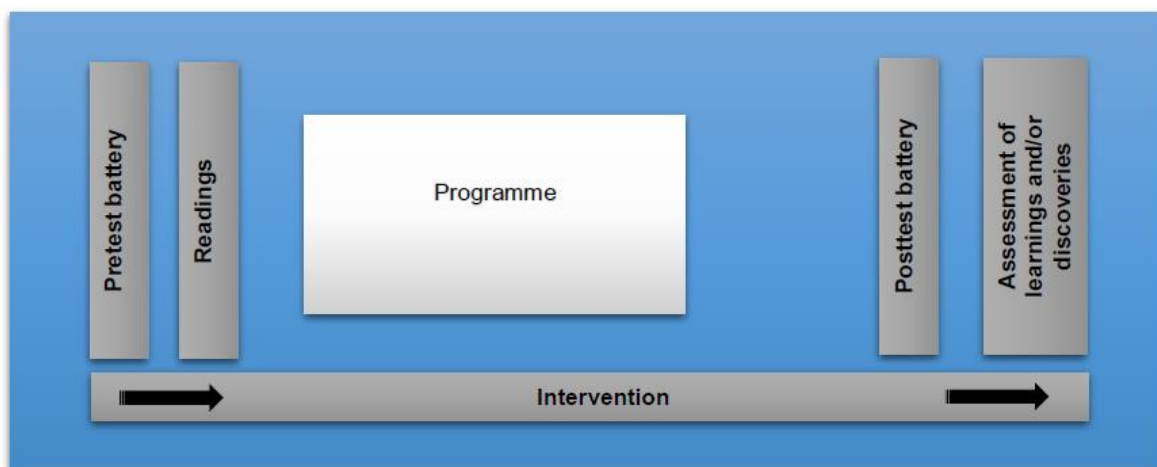 Pretest battery
Readings
Programme
Posttest battery
Assessment of
learnings and/or
discoveries
Intervention